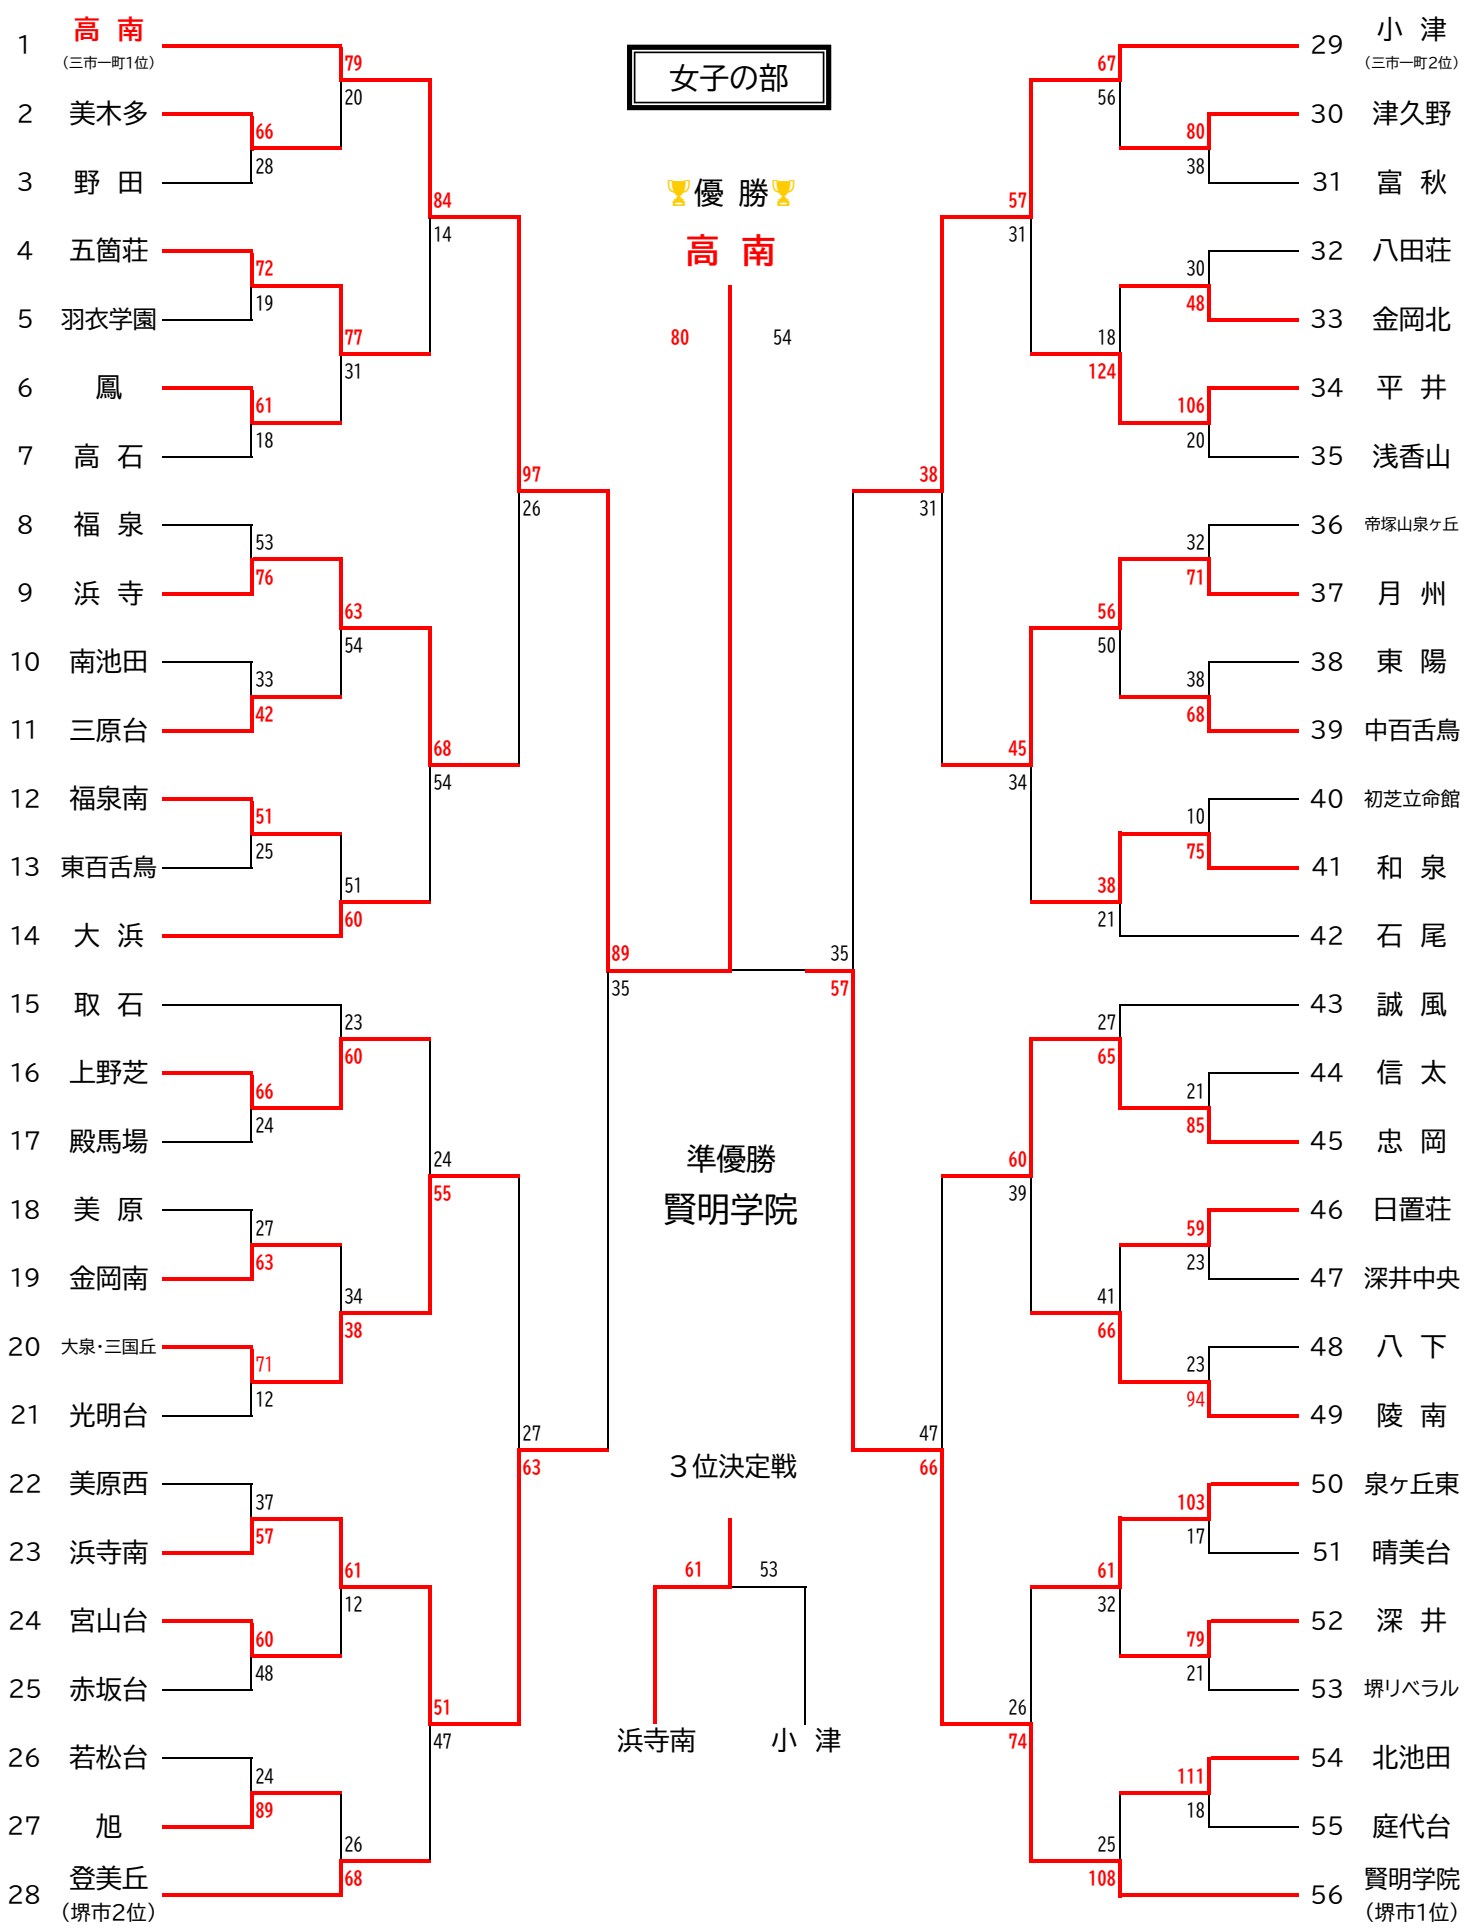 女子の部
🏆優 勝🏆
高 南
80 54
準優勝
賢明学院
３位決定戦
61 53
浜寺南 小 津
1 高 南
(三市一町1位)
79
20
2 美木多
66
28
3 野 田
84
14
4 五箇荘
72
19
5 羽衣学園
77
31
6 鳳
61
18
7 高 石
97
26
8 福 泉
53
76
9 浜 寺
63
54
10 南池田
33
42
11 三原台
68
54
12 福泉南
51
25
13 東百舌鳥
51
60
14 大 浜
89
35
15 取 石
23
60
16 上野芝
66
24
17 殿馬場
24
55
18 美 原
27
63
19 金岡南
34
38
20 大泉・三国丘
71
12
21 光明台
27
63
22 美原西
37
57
23 浜寺南
61
12
24 宮山台
60
48
25 赤坂台
51
47
26 若松台
24
89
27 旭
26
68
28 登美丘
(堺市2位)
29 小 津
(三市一町2位)
67
56
30 津久野
80
38
31 富 秋
57
31
32 八田荘
30
48
33 金岡北
18
124
34 平 井
106
20
35 浅香山
38
31
36 帝塚山泉ヶ丘
32
71
37 月 州
56
50
38 東 陽
38
68
39 中百舌鳥
45
34
40 初芝立命館
10
75
41 和 泉
38
21
42 石 尾
35
57
43 誠 風
27
65
44 信 太
21
85
45 忠 岡
60
39
46 日置荘
59
23
47 深井中央
41
66
48 八 下
23
94
49 陵 南
47
66
50 泉ヶ丘東
103
17
51 晴美台
61
32
52 深 井
79
21
53 堺リベラル
26
74
54 北池田
111
18
55 庭代台
25
108
56 賢明学院
(堺市1位)